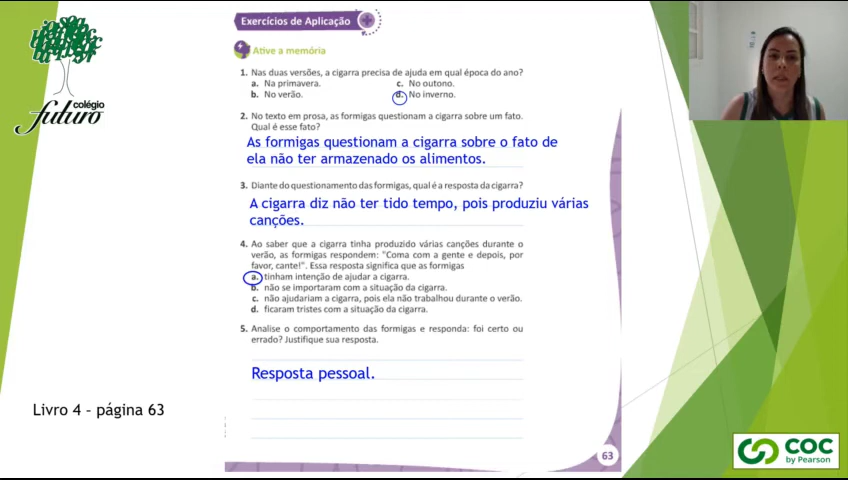 Exercícios de Aplicação
Ative a memória
1. Nas duas versões, a cigarra precisa de ajuda em qual época do ano?
a. Na primavera.
c. No outono.
b. No verão.
d. No inverno.
2. No texto em prosa, as formigas questionam a cigarra sobre um fato.
Qual é esse fato?
As formigas questionam a cigarra sobre o fato de
ela não ter armazenado os alimentos.
3. Diante do questionamento das formigas, qual é a resposta da cigarra?
A cigarra diz não ter tido tempo, pois produziu várias
canções.
4. Ao saber que a cigarra tinha produzido várias canções durante o
verão, as formigas respondem: "Coma com a gente e depois, por
favor, cante!". Essa resposta significa que as formigas
a. tinham intenção de ajudar a cigarra.
b. não se importaram com a situação da cigarra.
c. não ajudariam a cigarra, pois ela não trabalhou durante o verão.
d. ficaram tristes com a situação da cigarra.
5. Analise o comportamento das formigas e responda: foi certo ou
errado? Justifique sua resposta.
Resposta pessoal.
63
colégio
futuro
Livro 4 – página 63
COC
by Pearson